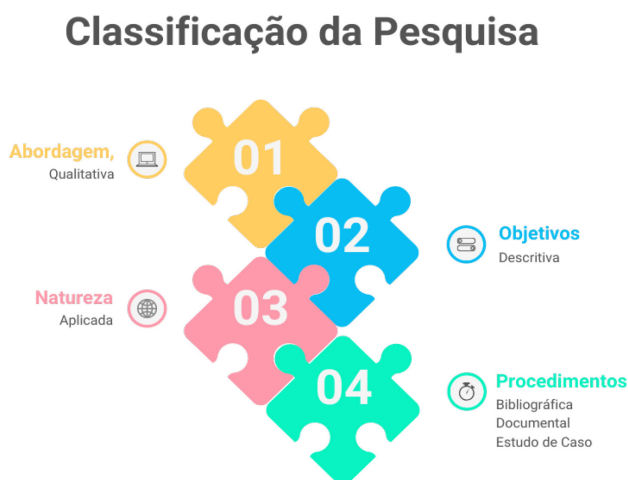 Classificação da Pesquisa
01
Abordagem,
Qualitativa
02
Objetivos
Descritiva
03
Natureza
Aplicada
04
Procedimentos
Bibliográfica
Documental
Estudo de Caso